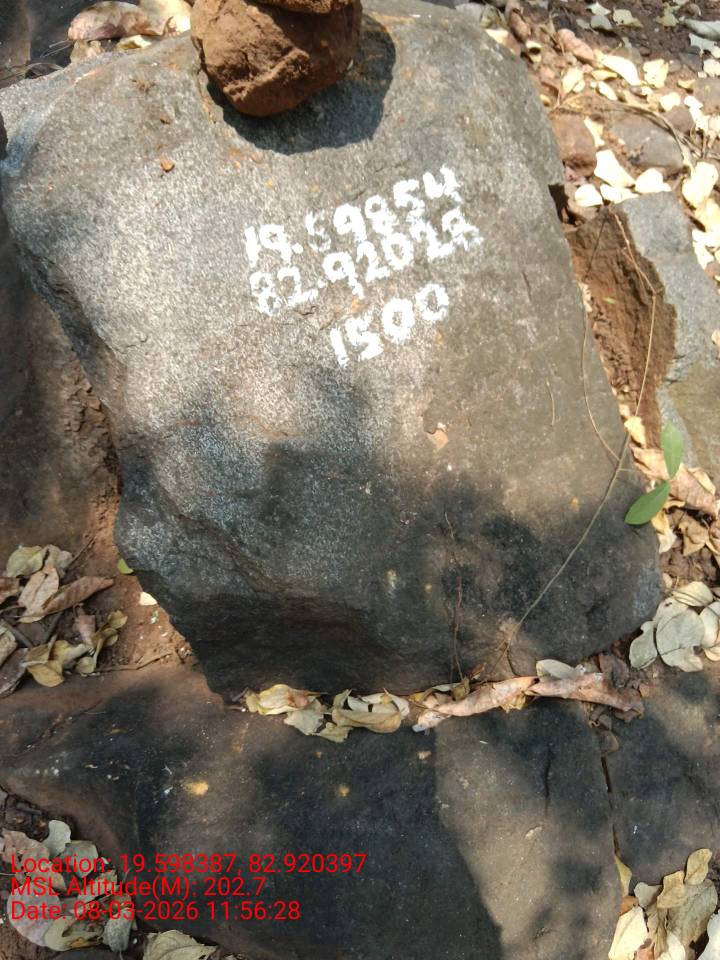 19.59854
82.92028
1500
Location: 19.598387, 82.920397
MSL Altitude(M): 202.7
Date: 08-03-2026 11:56:28